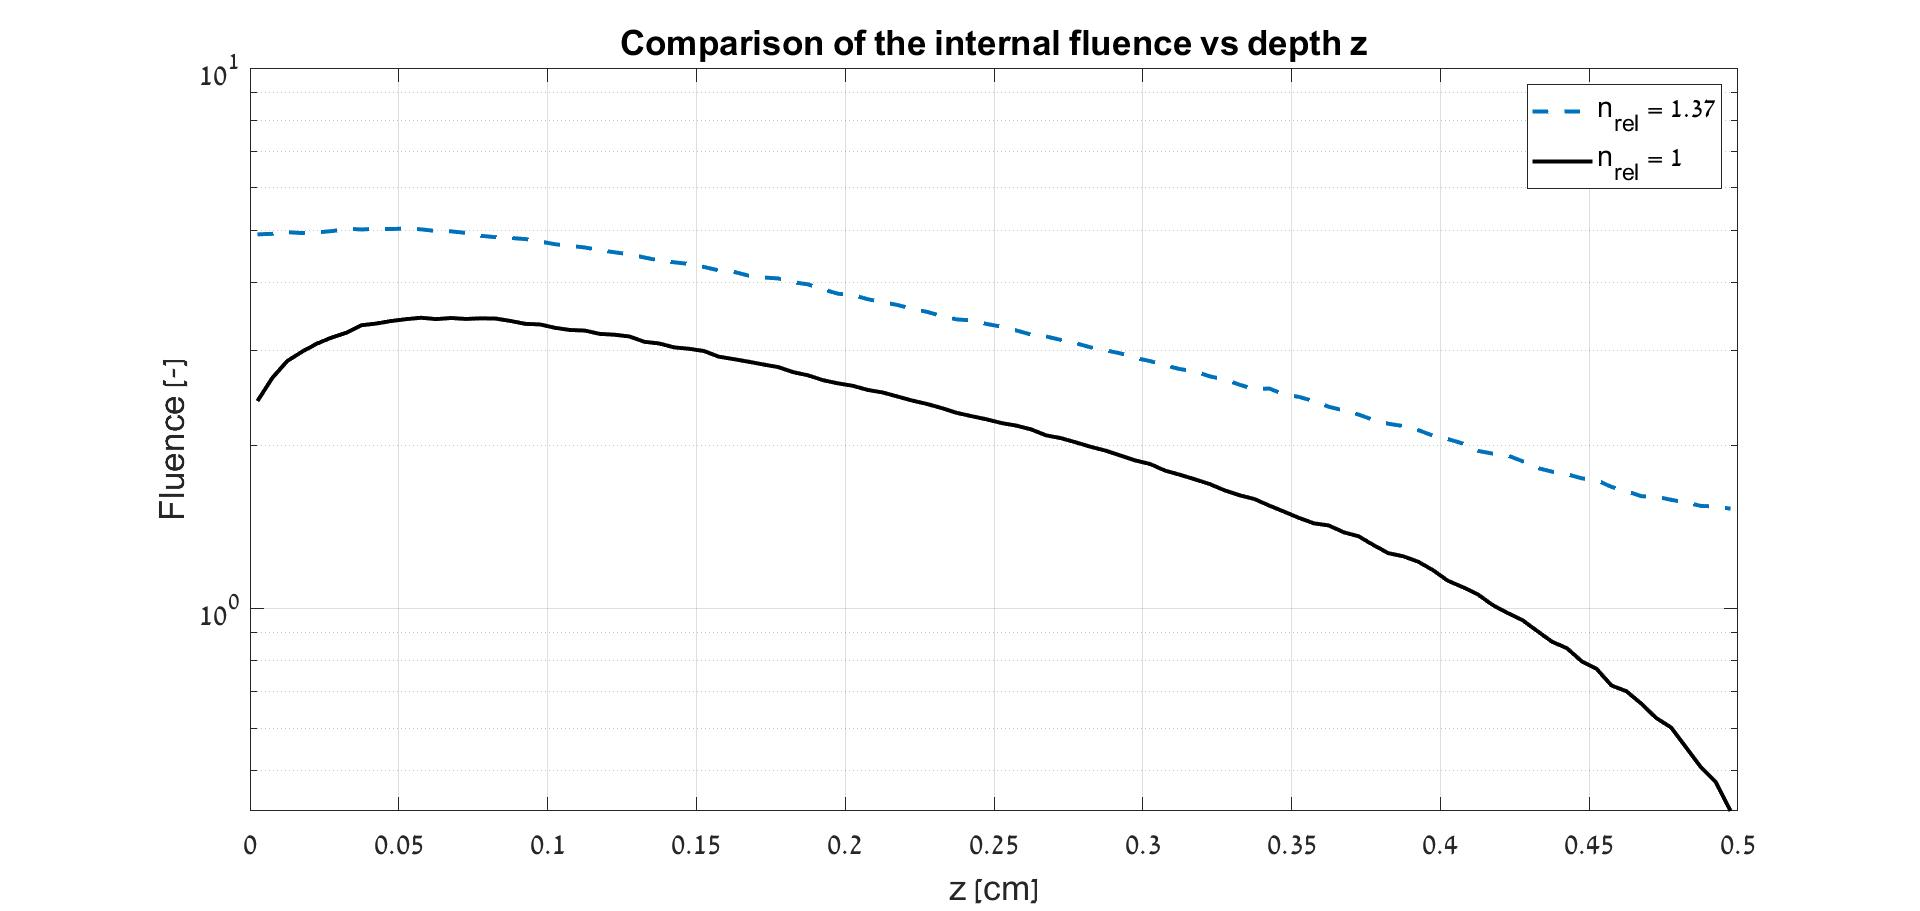 Comparison of the internal fluence vs depth z
10^1
n_rel = 1.37
n_rel = 1
Fluence [-]
10^0
0 0.05 0.1 0.15 0.2 0.25 0.3 0.35 0.4 0.45 0.5
z [cm]